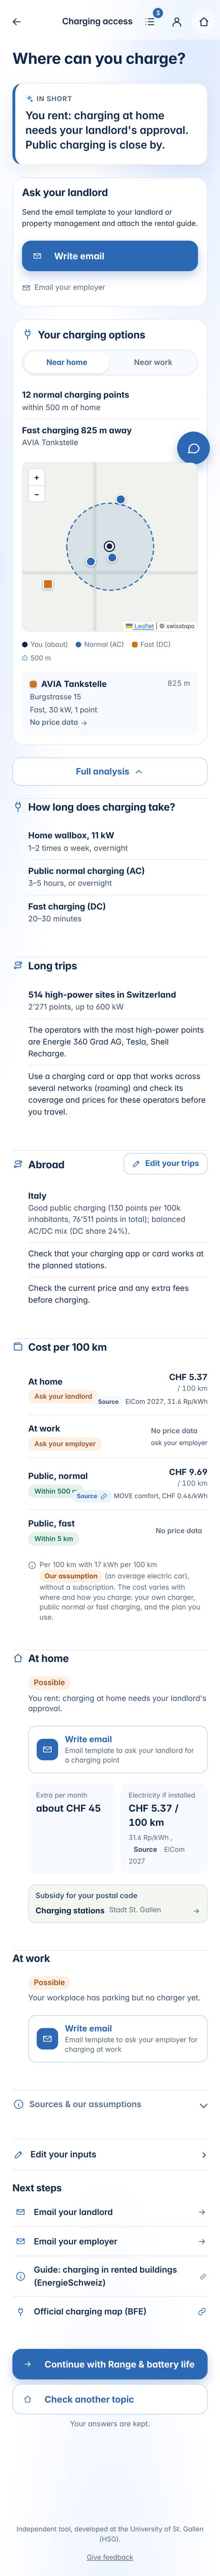 Charging access
3
Where can you charge?
IN SHORT
You rent: charging at home
needs your landlord's approval.
Public charging is close by.
Ask your landlord
Send the email template to your landlord or
property management and attach the rental guide.
Write email
Email your employer
Your charging options
Near home
Near work
12 normal charging points
within 500 m of home
Fast charging 825 m away
AVIA Tankstelle
+
−
Leaflet | © swisstopo
You (about)
Normal (AC)
Fast (DC)
500 m
AVIA Tankstelle
825 m
Burgstrasse 15
Fast, 30 kW, 1 point
No price data →
Full analysis
How long does charging take?
Home wallbox, 11 kW
1–2 times a week, overnight
Public normal charging (AC)
3–5 hours, or overnight
Fast charging (DC)
20–30 minutes
Long trips
514 high-power sites in Switzerland
2'271 points, up to 600 kW
The operators with the most high-power points
are Energie 360 Grad AG, Tesla, Shell
Recharge.
Use a charging card or app that works across
several networks (roaming) and check its
coverage and prices for these operators before
you travel.
Abroad
Edit your trips
Italy
Good public charging (130 points per 100k
inhabitants, 76'511 points in total); balanced
AC/DC mix (DC share 24%).
Check that your charging app or card works at
the planned stations.
Check the current price and any extra fees
before charging.
Cost per 100 km
At home
CHF 5.37
/ 100 km
Ask your landlord
Source
ElCom 2027, 31.6 Rp/kWh
At work
No price data
Ask your employer
ask your employer
Public, normal
CHF 9.69
/ 100 km
Within 500
Source
MOVE comfort, CHF 0.46/kWh
Public, fast
Within 5 km
No price data
Per 100 km with 17 kWh per 100 km
Our assumption (an average electric car),
without a subscription. The cost varies with
where and how you charge: your own charger,
public normal or fast charging, and the plan you
use.
At home
Possible
You rent: charging at home needs your landlord's
approval.
Write email
Email template to ask your landlord for
a charging point
Extra per month
about CHF 45
Electricity if installed
CHF 5.37 /
100 km
31.6 Rp/kWh ,
Source ElCom
2027
Subsidy for your postal code
Charging stations Stadt St. Gallen →
At work
Possible
Your workplace has parking but no charger yet.
Write email
Email template to ask your employer for
charging at work
Sources & our assumptions
Edit your inputs
Next steps
Email your landlord →
Email your employer →
Guide: charging in rented buildings
(EnergieSchweiz)
Official charging map (BFE)
→ Continue with Range & battery life
Check another topic
Your answers are kept.
Independent tool, developed at the University of St. Gallen
(HSG).
Give feedback